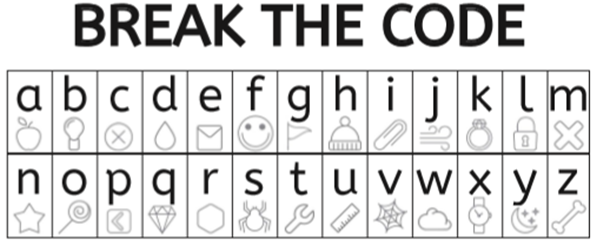 BREAK THE CODE
a b c d e f g h i j k l m
n o p q r s t u v w x y z